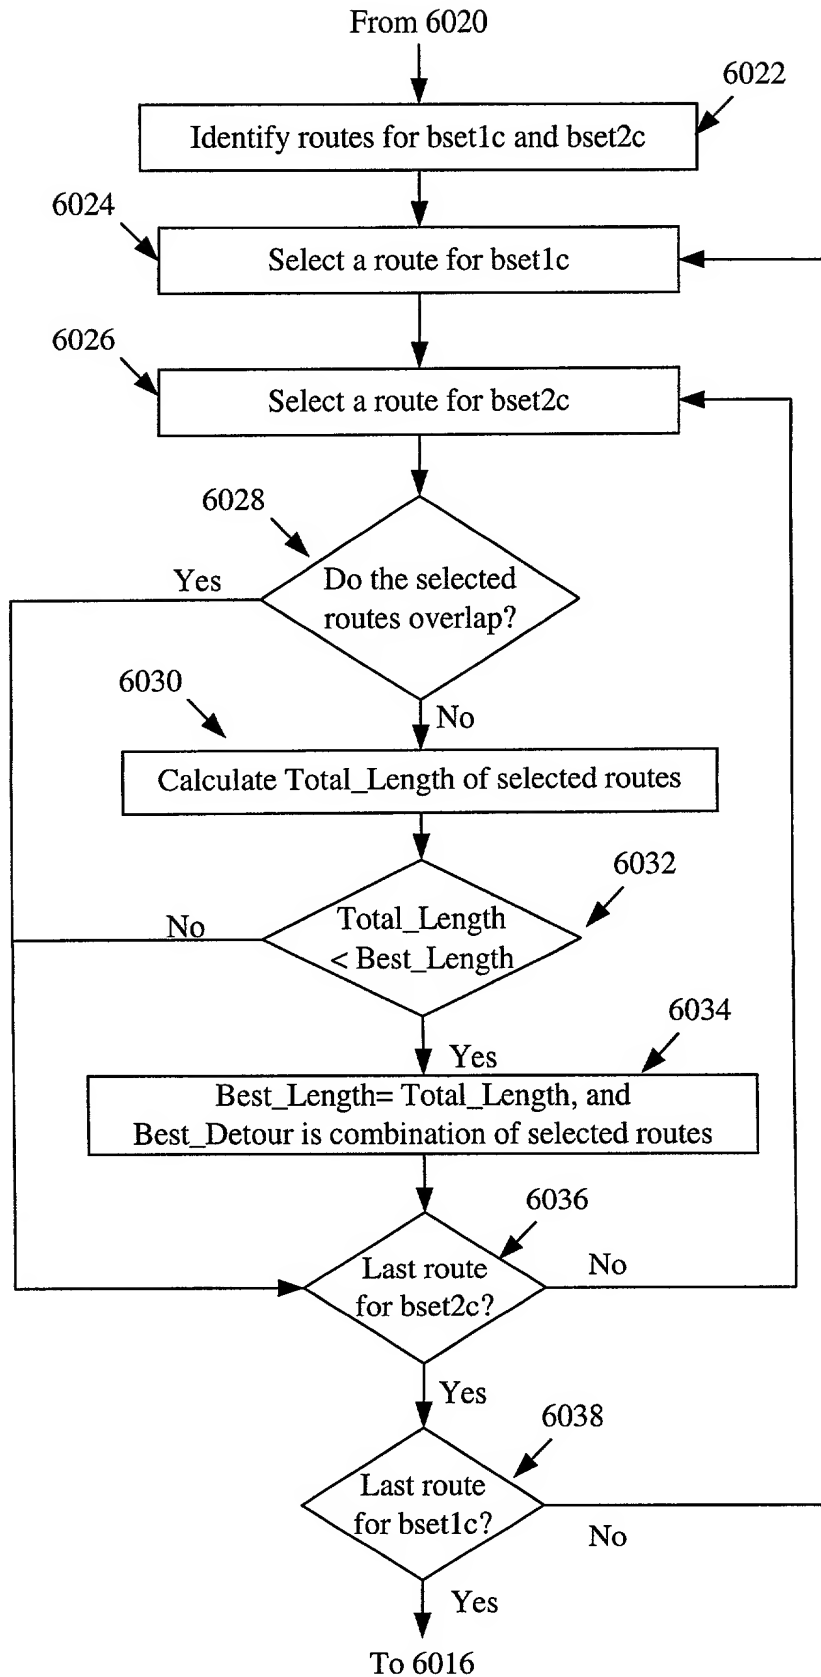 From 6020
6022
Identify routes for bset1c and bset2c
6024
Select a route for bset1c
6026
Select a route for bset2c
6028
Yes
Do the selected
routes overlap?
6030
No
Calculate Total_Length of selected routes
6032
Total_Length
< Best_Length
No
6034
Yes
Best_Length= Total_Length, and
Best_Detour is combination of selected routes
6036
Last route
for bset2c?
No
Yes
6038
Last route
for bset1c?
No
Yes
To 6016